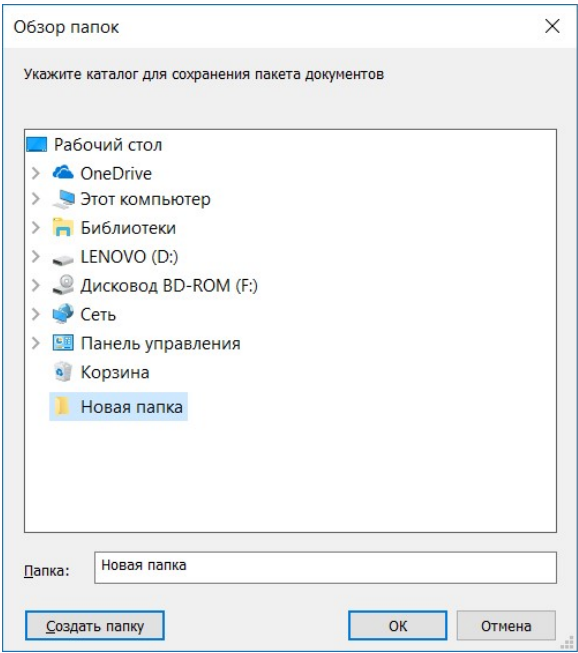 Обзор папок
Укажите каталог для сохранения пакета документов
Рабочий стол
OneDrive
Этот компьютер
Библиотеки
LENOVO (D:)
Дисковод BD-ROM (F:)
Сеть
Панель управления
Корзина
Новая папка
Папка: Новая папка
Создать папку ОК Отмена